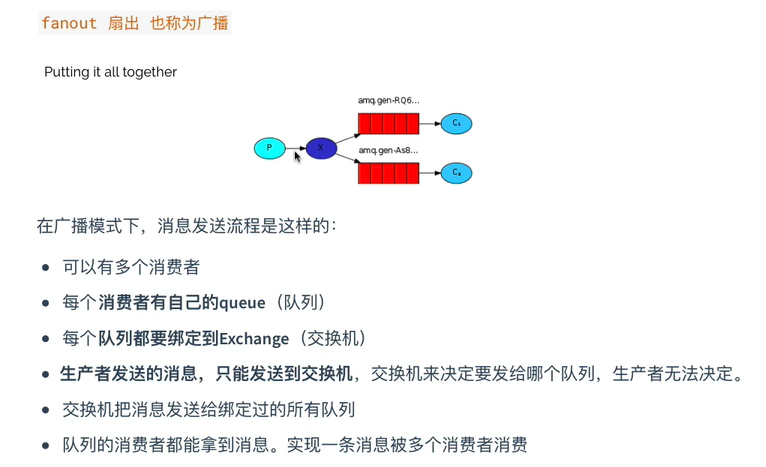 fanout 扇出 也称为广播
Putting it all together
amq.gen-RQ6...
C₁
P
X
amq.gen-As8...
C₂
在广播模式下，消息发送流程是这样的：
可以有多个消费者
每个消费者有自己的queue（队列）
每个队列都要绑定到Exchange（交换机）
生产者发送的消息，只能发送到交换机，交换机来决定要发给哪个队列，生产者无法决定。
交换机把消息发送给绑定过的所有队列
队列的消费者都能拿到消息。实现一条消息被多个消费者消费